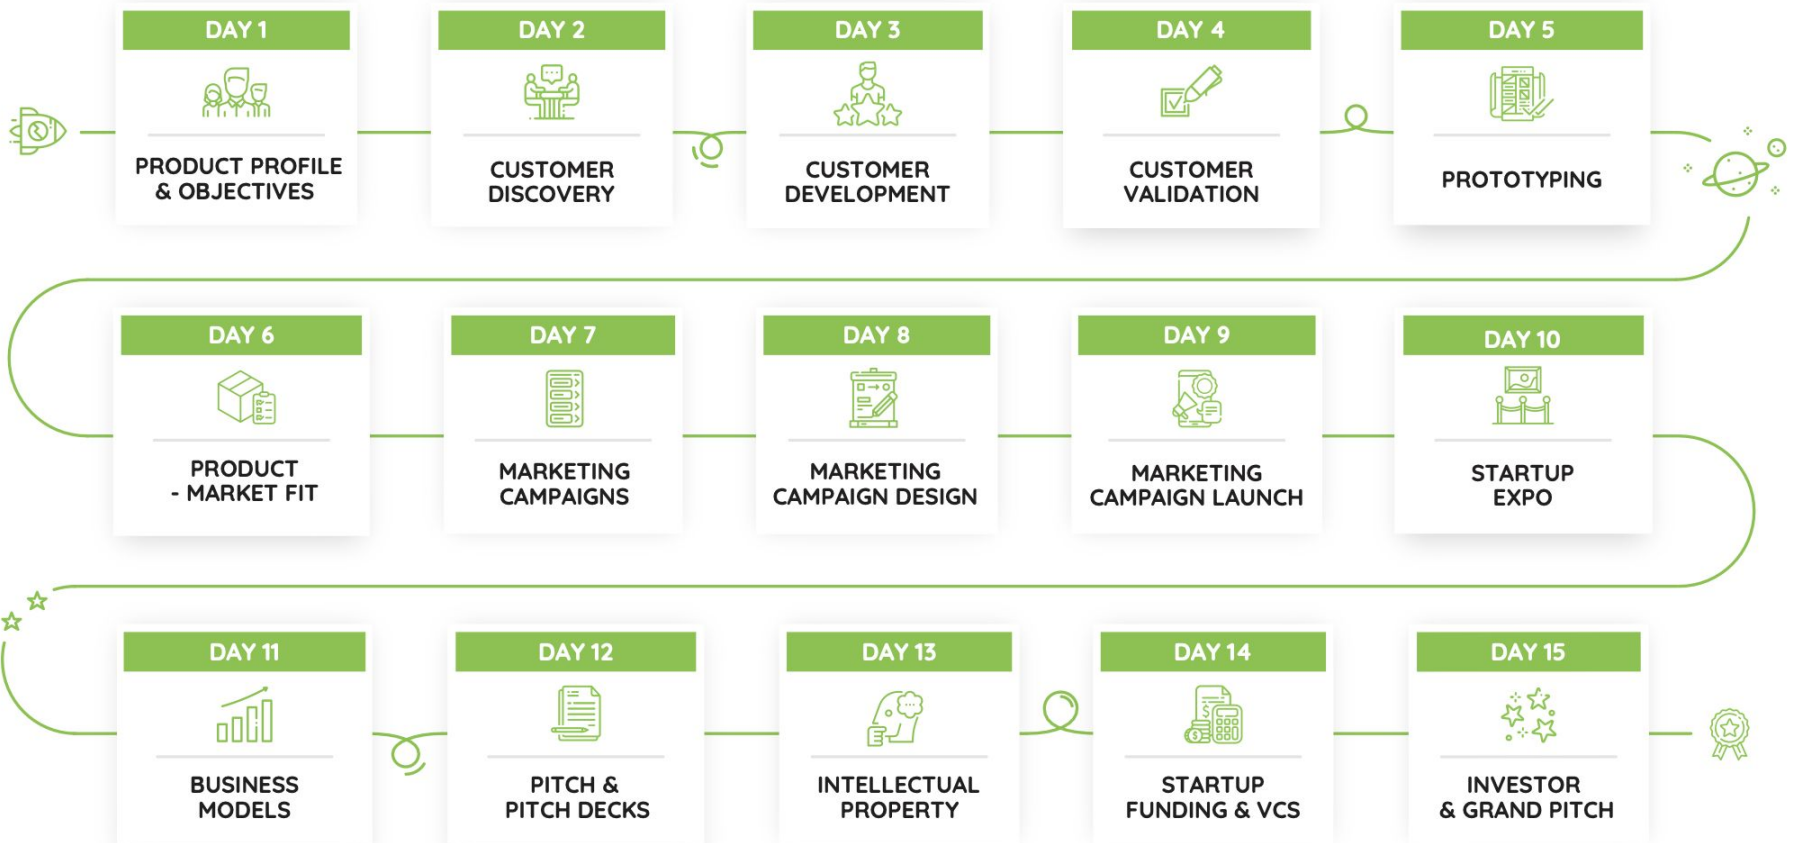 DAY 1
PRODUCT PROFILE
& OBJECTIVES
DAY 2
CUSTOMER
DISCOVERY
DAY 3
CUSTOMER
DEVELOPMENT
DAY 4
CUSTOMER
VALIDATION
DAY 5
PROTOTYPING
DAY 6
PRODUCT
- MARKET FIT
DAY 7
MARKETING
CAMPAIGNS
DAY 8
MARKETING
CAMPAIGN DESIGN
DAY 9
MARKETING
CAMPAIGN LAUNCH
DAY 10
STARTUP
EXPO
DAY 11
BUSINESS
MODELS
DAY 12
PITCH &
PITCH DECKS
DAY 13
INTELLECTUAL
PROPERTY
DAY 14
STARTUP
FUNDING & VCS
DAY 15
INVESTOR
& GRAND PITCH